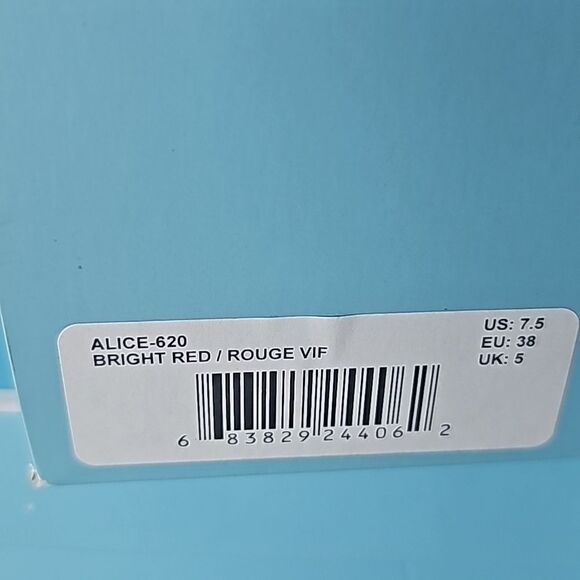 ALICE-620
BRIGHT RED / ROUGE VIF
US: 7.5
EU: 38
UK: 5
6 83829 24406 2